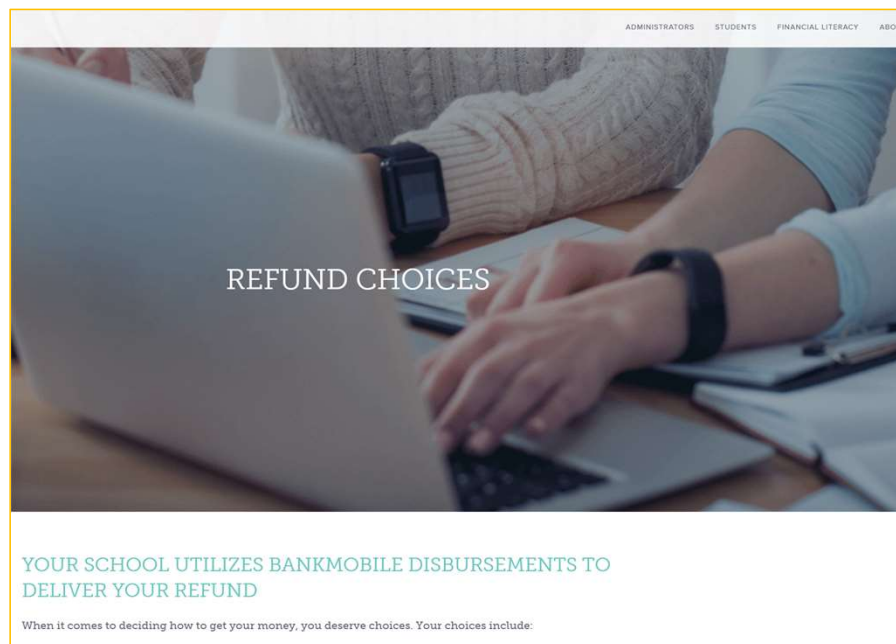 ADMINISTRATORS STUDENTS FINANCIAL LITERACY ABO
REFUND CHOICES
YOUR SCHOOL UTILIZES BANKMOBILE DISBURSEMENTS TO
DELIVER YOUR REFUND
When it comes to deciding how to get your money, you deserve choices. Your choices include: